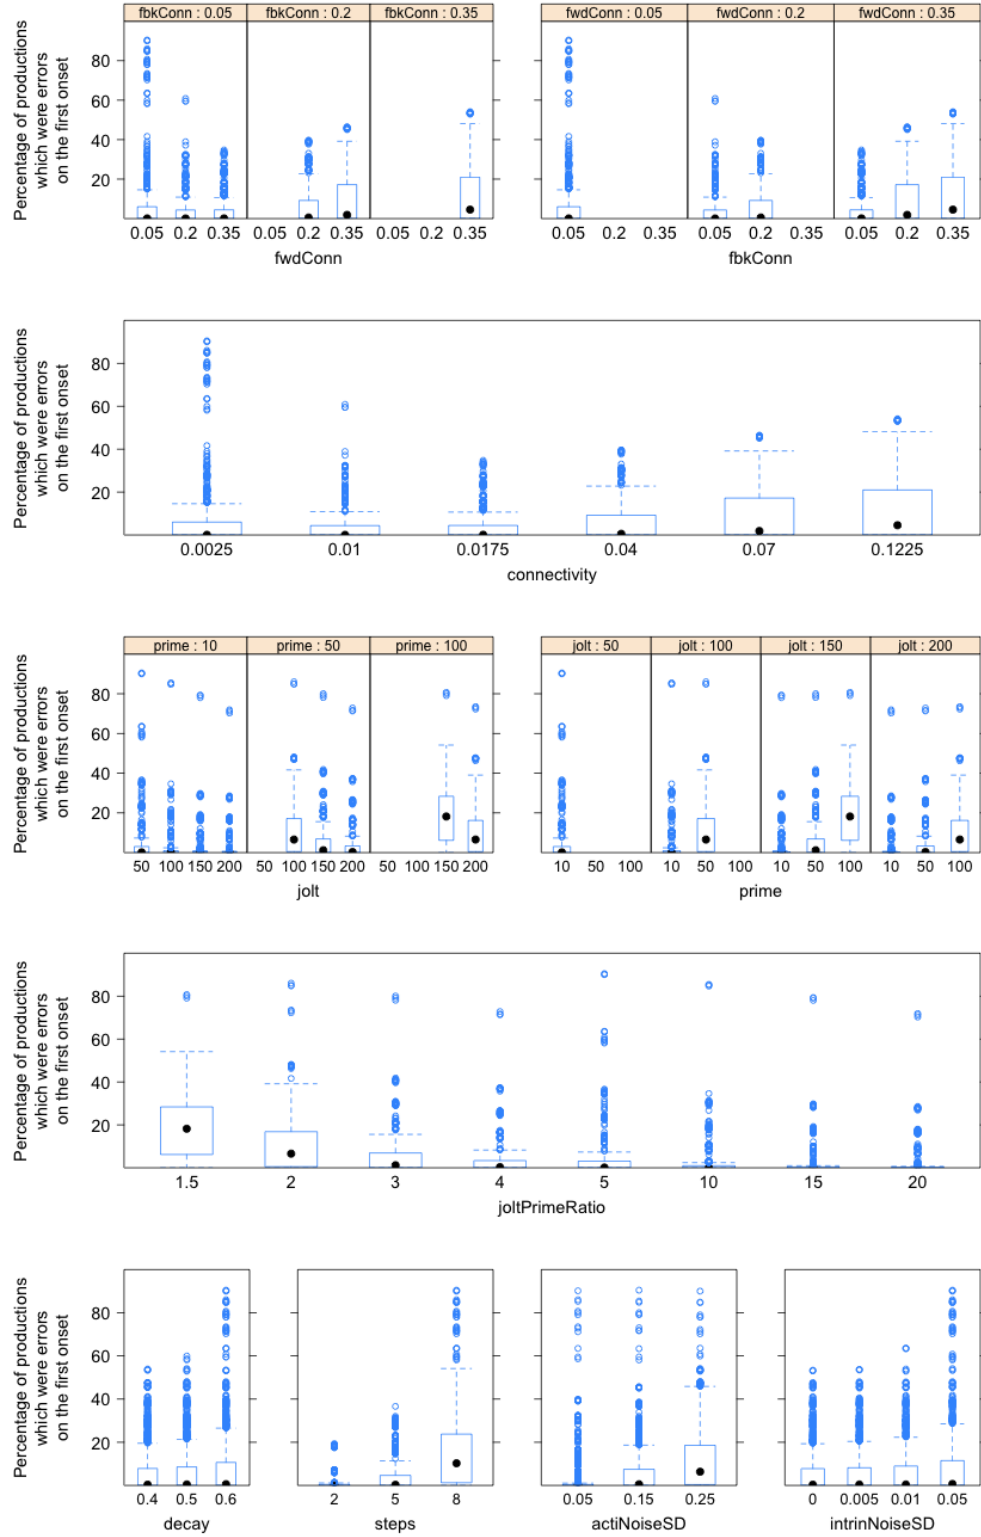 fbkConn : 0.05 fbkConn : 0.2 fbkConn : 0.35 fwdConn : 0.05 fwdConn : 0.2 fwdConn : 0.35
Percentage of productions
which were errors
on the first onset
80
60
40
20
0.05 0.2 0.35 0.05 0.2 0.35 0.05 0.2 0.35 0.05 0.2 0.35 0.05 0.2 0.35 0.05 0.2 0.35
fwdConn fbkConn
Percentage of productions
which were errors
on the first onset
80
60
40
20
0.0025 0.01 0.0175 0.04 0.07 0.1225
connectivity
prime : 10 prime : 50 prime : 100 jolt : 50 jolt : 100 jolt : 150 jolt : 200
Percentage of productions
which were errors
on the first onset
80
60
40
20
50 100 150 200 50 100 150 200 50 100 150 200 10 50 100 10 50 100 10 50 100 10 50 100
jolt prime
Percentage of productions
which were errors
on the first onset
80
60
40
20
1.5 2 3 4 5 10 15 20
joltPrimeRatio
Percentage of productions
which were errors
on the first onset
80
60
40
20
0.4 0.5 0.6 2 5 8 0.05 0.15 0.25 0 0.005 0.01 0.05
decay steps actiNoiseSD intrinNoiseSD